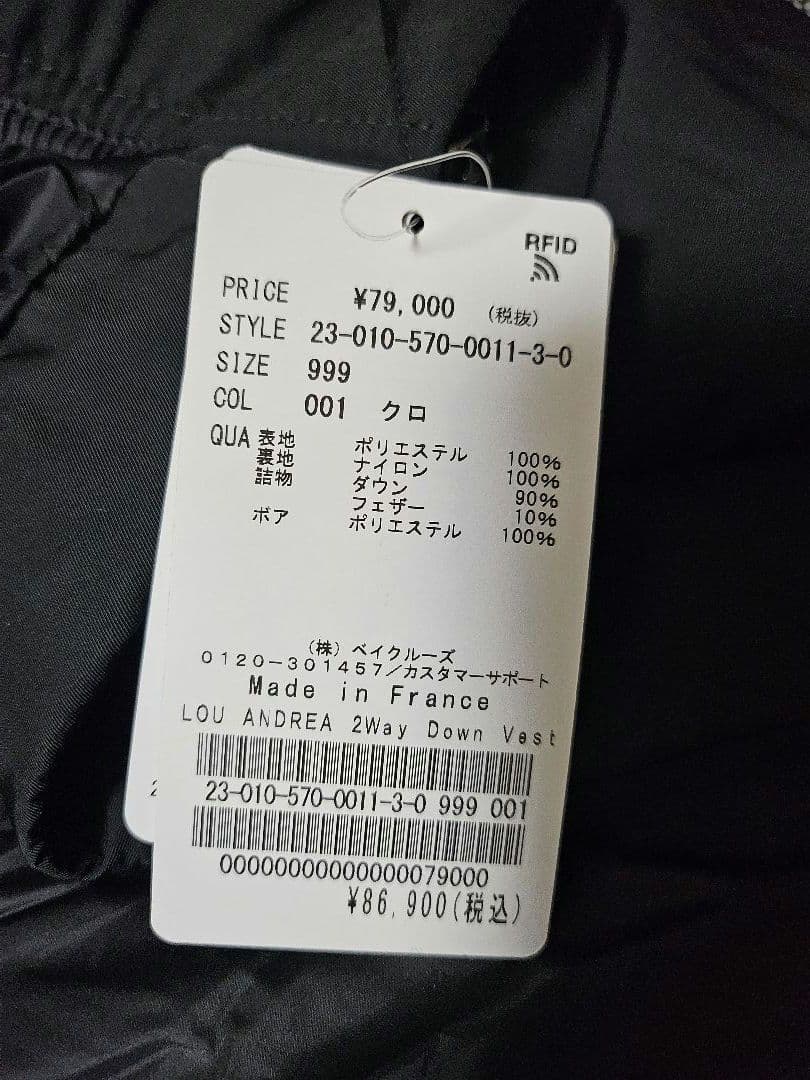 RFID
PRICE ¥79,000 (税抜)
STYLE 23-010-570-0011-3-0
SIZE 999
COL 001 クロ
QUA 表地 ポリエステル 100%
裏地 ナイロン 100%
詰物 ダウン 90%
フェザー 10%
ボア ポリエステル 100%
(株)ベイクルーズ
0120-301457/カスタマーサポート
Made in France
LOU ANDREA 2Way Down Vest
23-010-570-0011-3-0 999 001
00000000000000079000
¥86,900(税込)